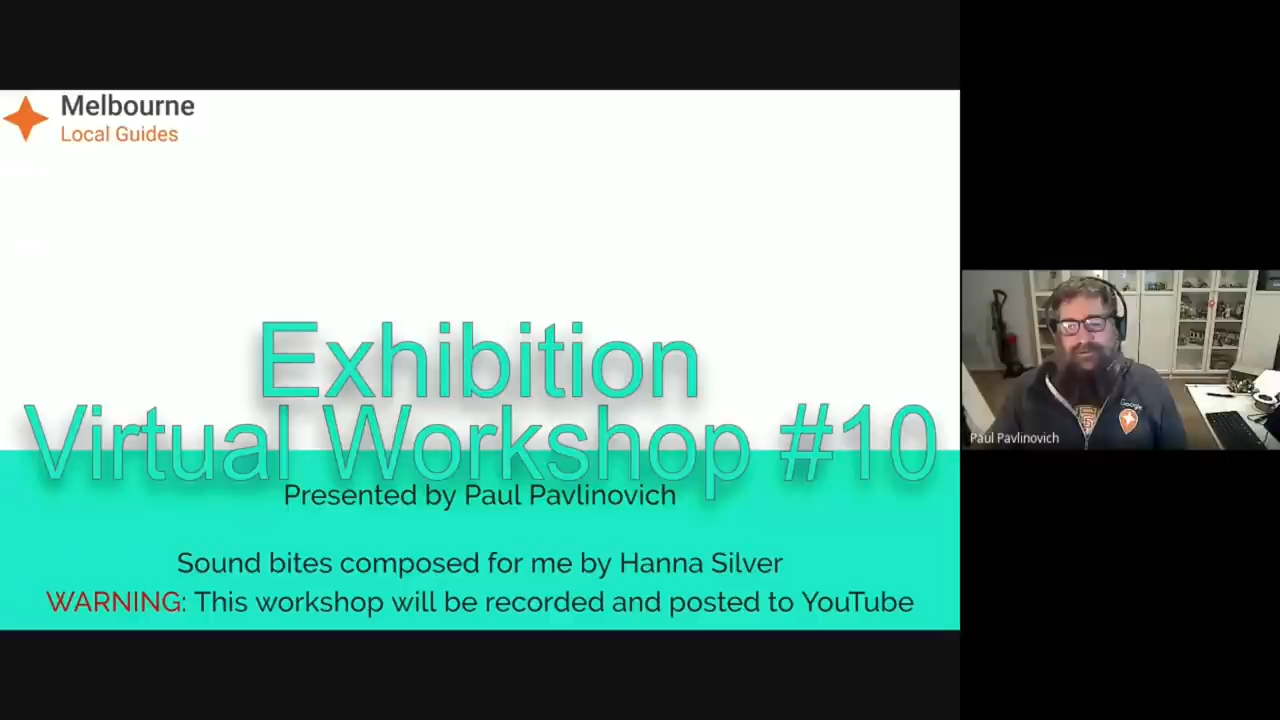 Melbourne
Local Guides
Exhibition
Virtual Workshop #10
Presented by Paul Pavlinovich
Sound bites composed for me by Hanna Silver
WARNING: This workshop will be recorded and posted to YouTube
Google
Paul Pavlinovich